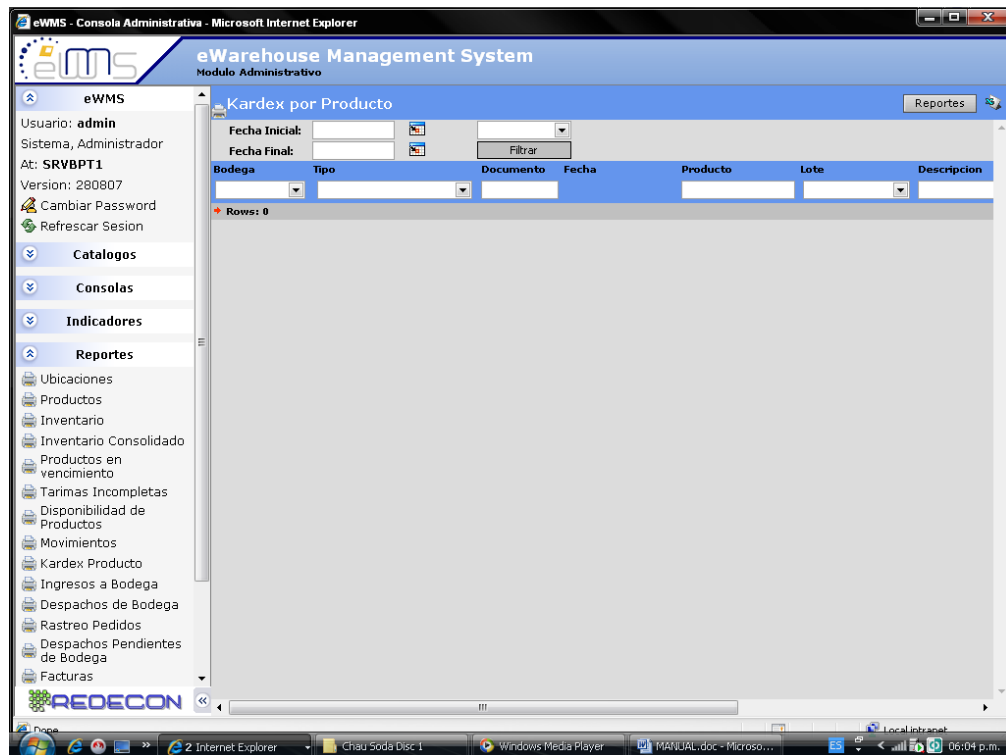 eWMS - Consola Administrativa - Microsoft Internet Explorer
eWMS
eWarehouse Management System
Modulo Administrativo
eWMS
Usuario: admin
Sistema, Administrador
At: SRVBPT1
Version: 280807
Cambiar Password
Refrescar Sesion
Catalogos
Consolas
Indicadores
Reportes
Ubicaciones
Productos
Inventario
Inventario Consolidado
Productos en
vencimiento
Tarimas Incompletas
Disponibilidad de
Productos
Movimientos
Kardex Producto
Ingresos a Bodega
Despachos de Bodega
Rastreo Pedidos
Despachos Pendientes
de Bodega
Facturas
REDECON
Kardex por Producto
Reportes
Fecha Inicial:
Fecha Final:
Filtrar
Bodega Tipo Documento Fecha Producto Lote Descripcion
Rows: 0
Done
Local intranet
2 Internet Explorer
Chau Soda Disc 1
Windows Media Player
MANUAL.doc - Microso...
ES
06:04 p.m.